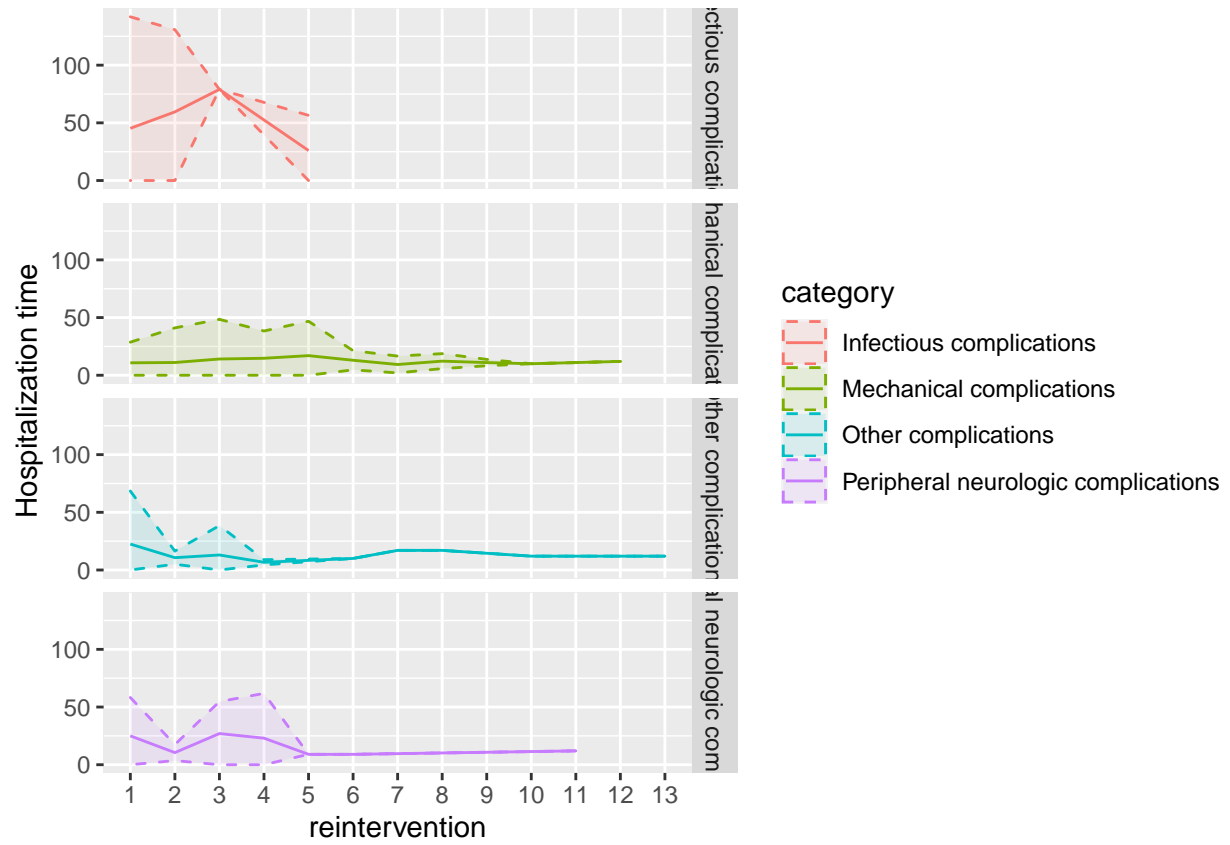 100
50
0
ectious complicati
100
50
0
hanical complicat
100
50
0
ther complication
100
50
0
al neurologic com
1 2 3 4 5 6 7 8 9 10 11 12 13
reintervention
Hospitalization time
category
Infectious complications
Mechanical complications
Other complications
Peripheral neurologic complications